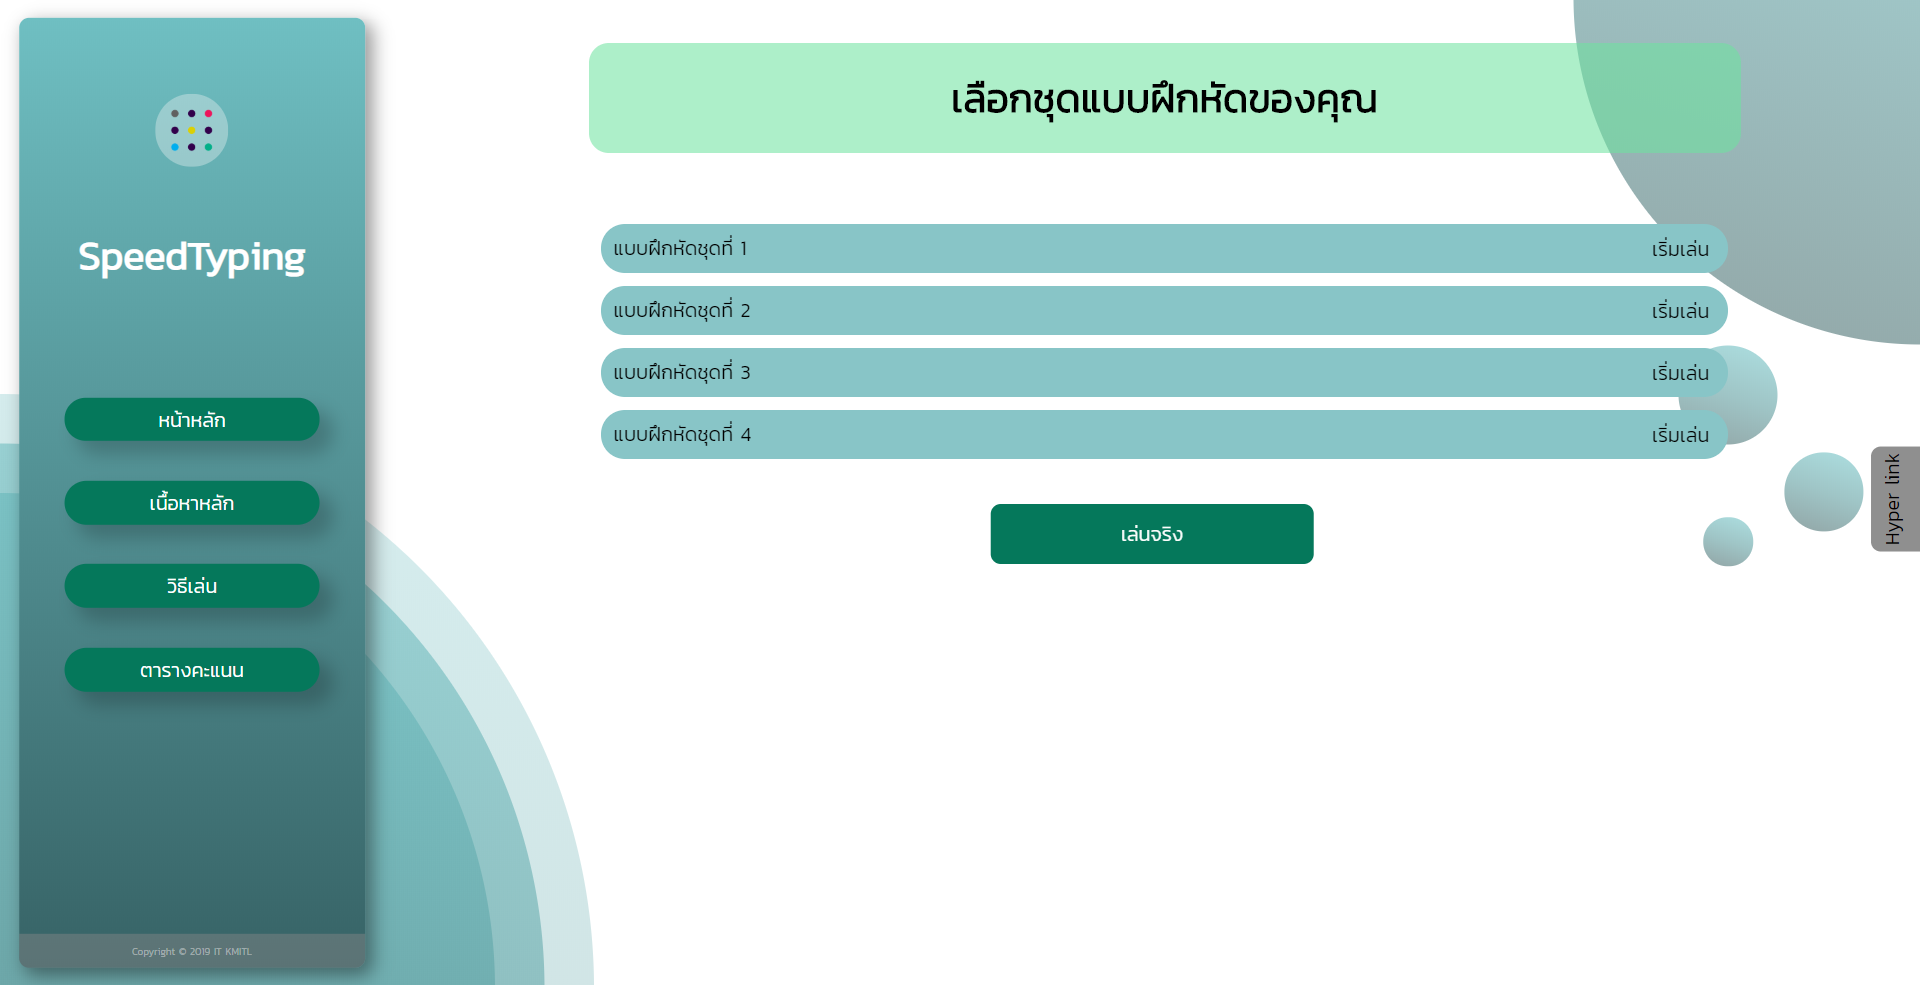 SpeedTyping
หน้าหลัก
เนื้อหาหลัก
วิธีเล่น
ตารางคะแนน
Copyright © 2019 IT KMITL
เลือกชุดแบบฝึกหัดของคุณ
แบบฝึกหัดชุดที่ 1 เริ่มเล่น
แบบฝึกหัดชุดที่ 2 เริ่มเล่น
แบบฝึกหัดชุดที่ 3 เริ่มเล่น
แบบฝึกหัดชุดที่ 4 เริ่มเล่น
เล่นจริง
Hyper link